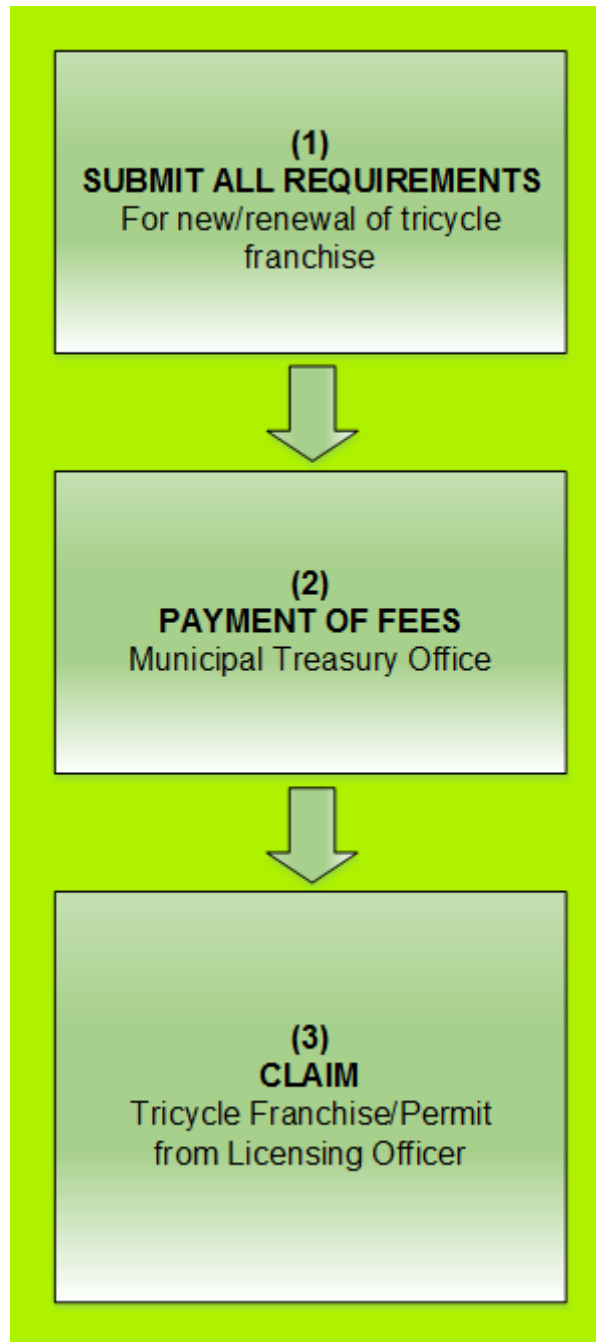 (1)
SUBMIT ALL REQUIREMENTS
For new/renewal of tricycle
franchise
(2)
PAYMENT OF FEES
Municipal Treasury Office
(3)
CLAIM
Tricycle Franchise/Permit
from Licensing Officer